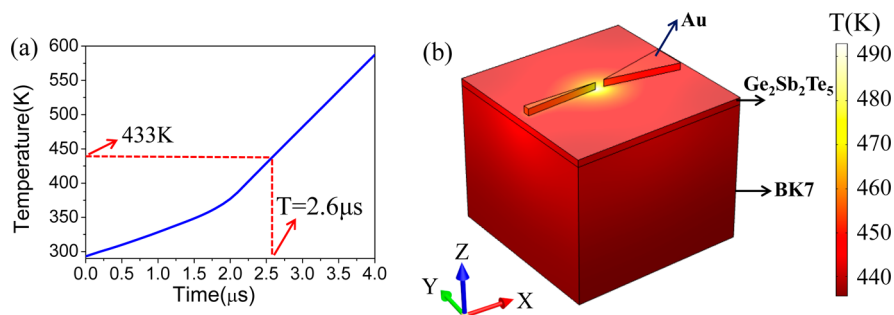 (a)
600
550
500
450
400
350
300
Temperature(K)
433K
T=2.6μs
0.0 0.5 1.0 1.5 2.0 2.5 3.0 3.5 4.0
Time(μs)
(b)
Au
Ge₂Sb₂Te₅
BK7
Z
Y
X
T(K)
490
480
470
460
450
440